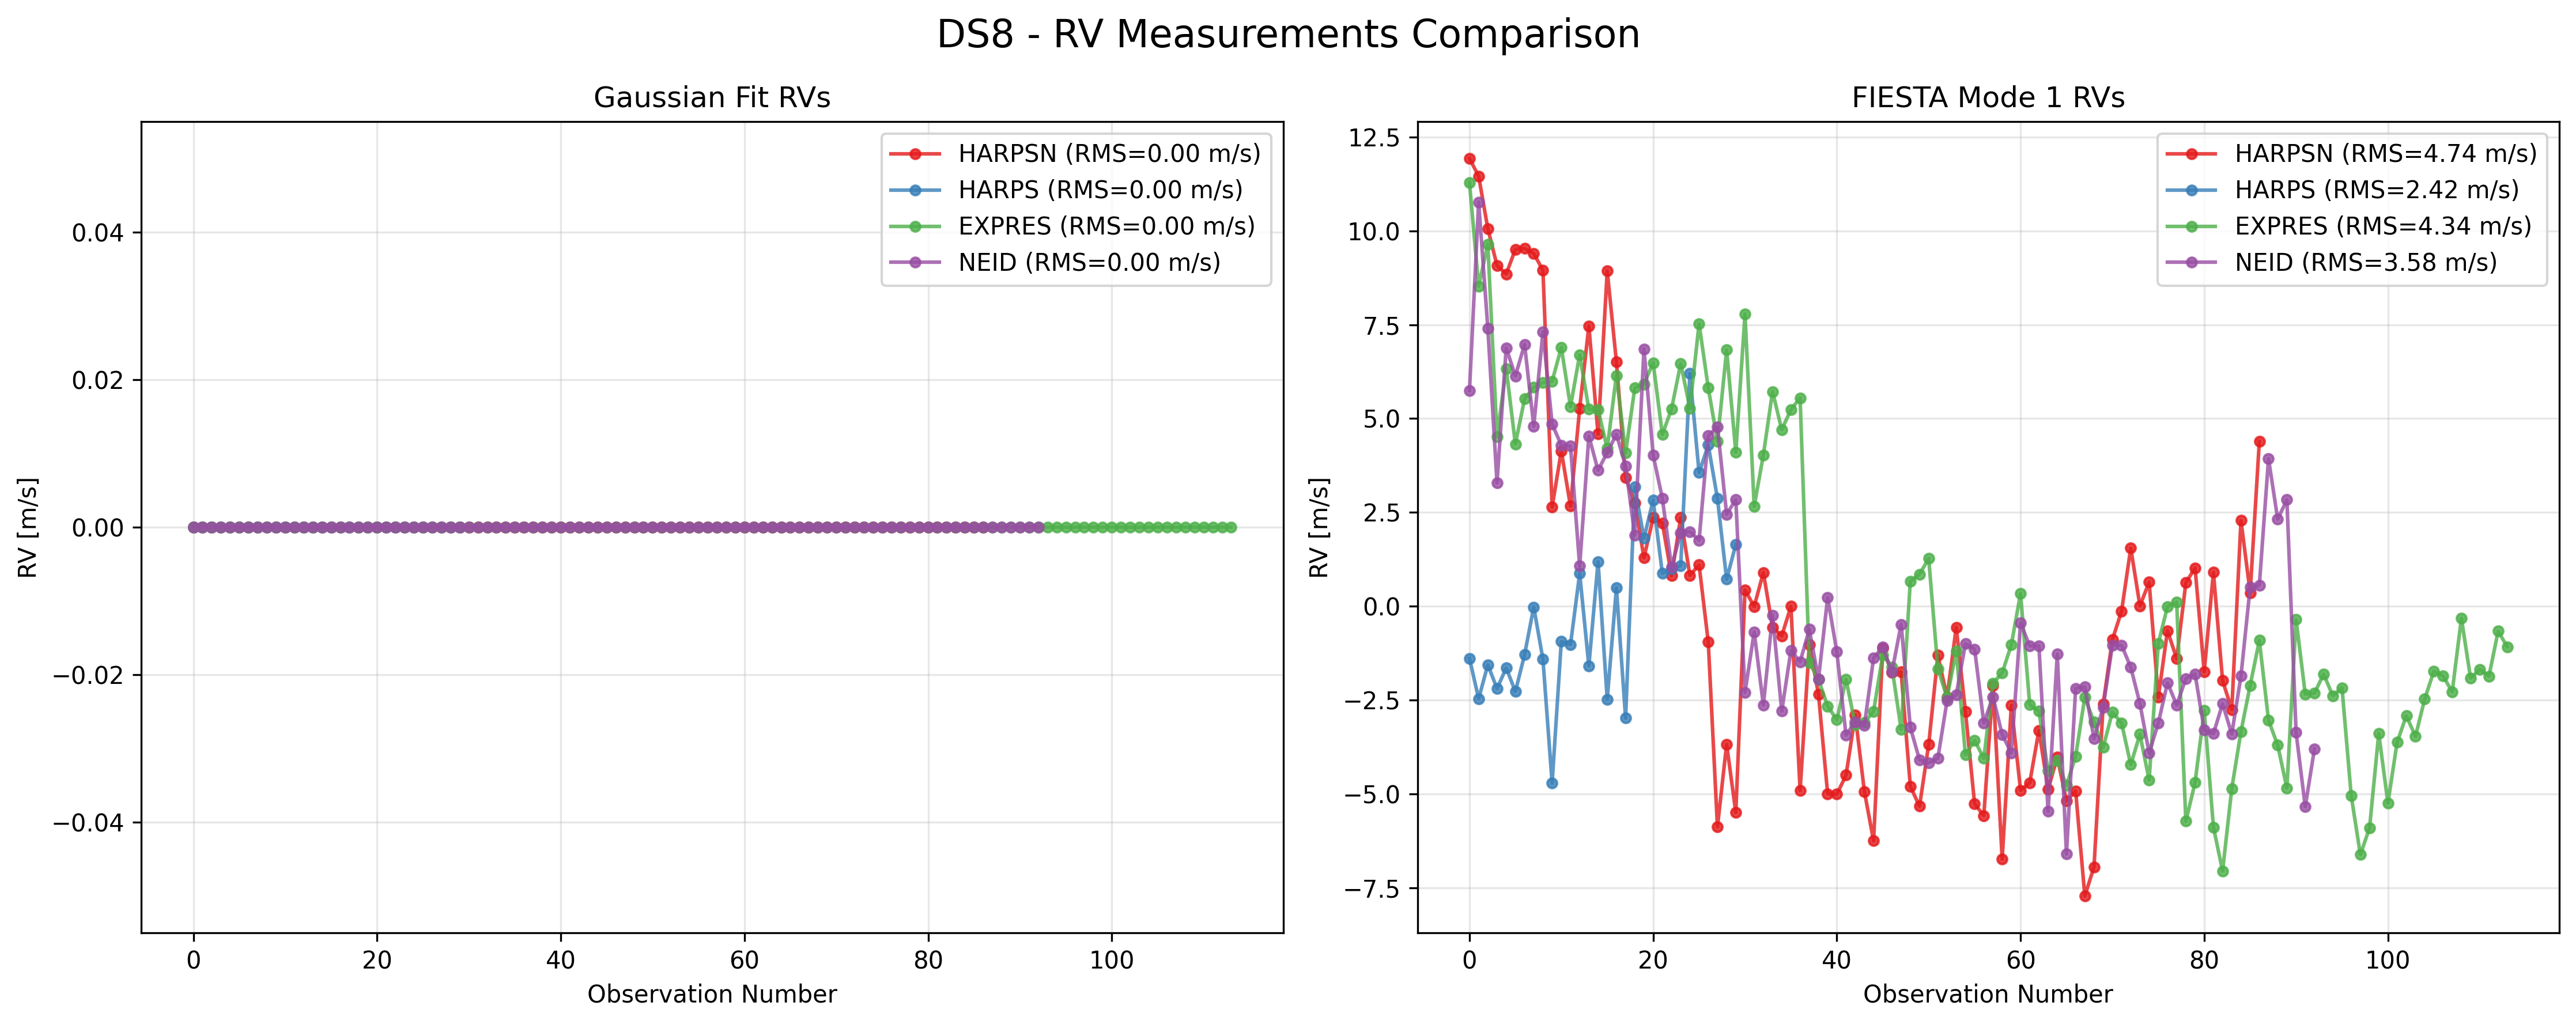 DS8 - RV Measurements Comparison
Gaussian Fit RVs
HARPSN (RMS=0.00 m/s)
HARPS (RMS=0.00 m/s)
EXPRES (RMS=0.00 m/s)
NEID (RMS=0.00 m/s)
RV [m/s]
0.04
0.02
0.00
−0.02
−0.04
0
20
40
60
80
100
Observation Number
FIESTA Mode 1 RVs
HARPSN (RMS=4.74 m/s)
HARPS (RMS=2.42 m/s)
EXPRES (RMS=4.34 m/s)
NEID (RMS=3.58 m/s)
RV [m/s]
12.5
10.0
7.5
5.0
2.5
0.0
−2.5
−5.0
−7.5
0
20
40
60
80
100
Observation Number